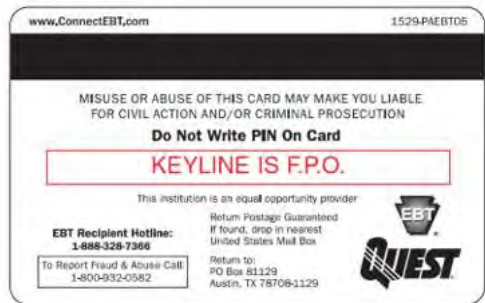 www.ConnectEBT.com 1529-PAEBT05
MISUSE OR ABUSE OF THIS CARD MAY MAKE YOU LIABLE
FOR CIVIL ACTION AND/OR CRIMINAL PROSECUTION
Do Not Write PIN On Card
KEYLINE IS F.P.O.
This institution is an equal opportunity provider
EBT Recipient Hotline:
1-888-328-7366
To Report Fraud & Abuse Call:
1-800-932-0582
Return Postage Guaranteed
If found, drop in nearest
United States Mail Box
Return to:
PO Box 81129
Austin, TX 78708-1129
EBT
QUEST